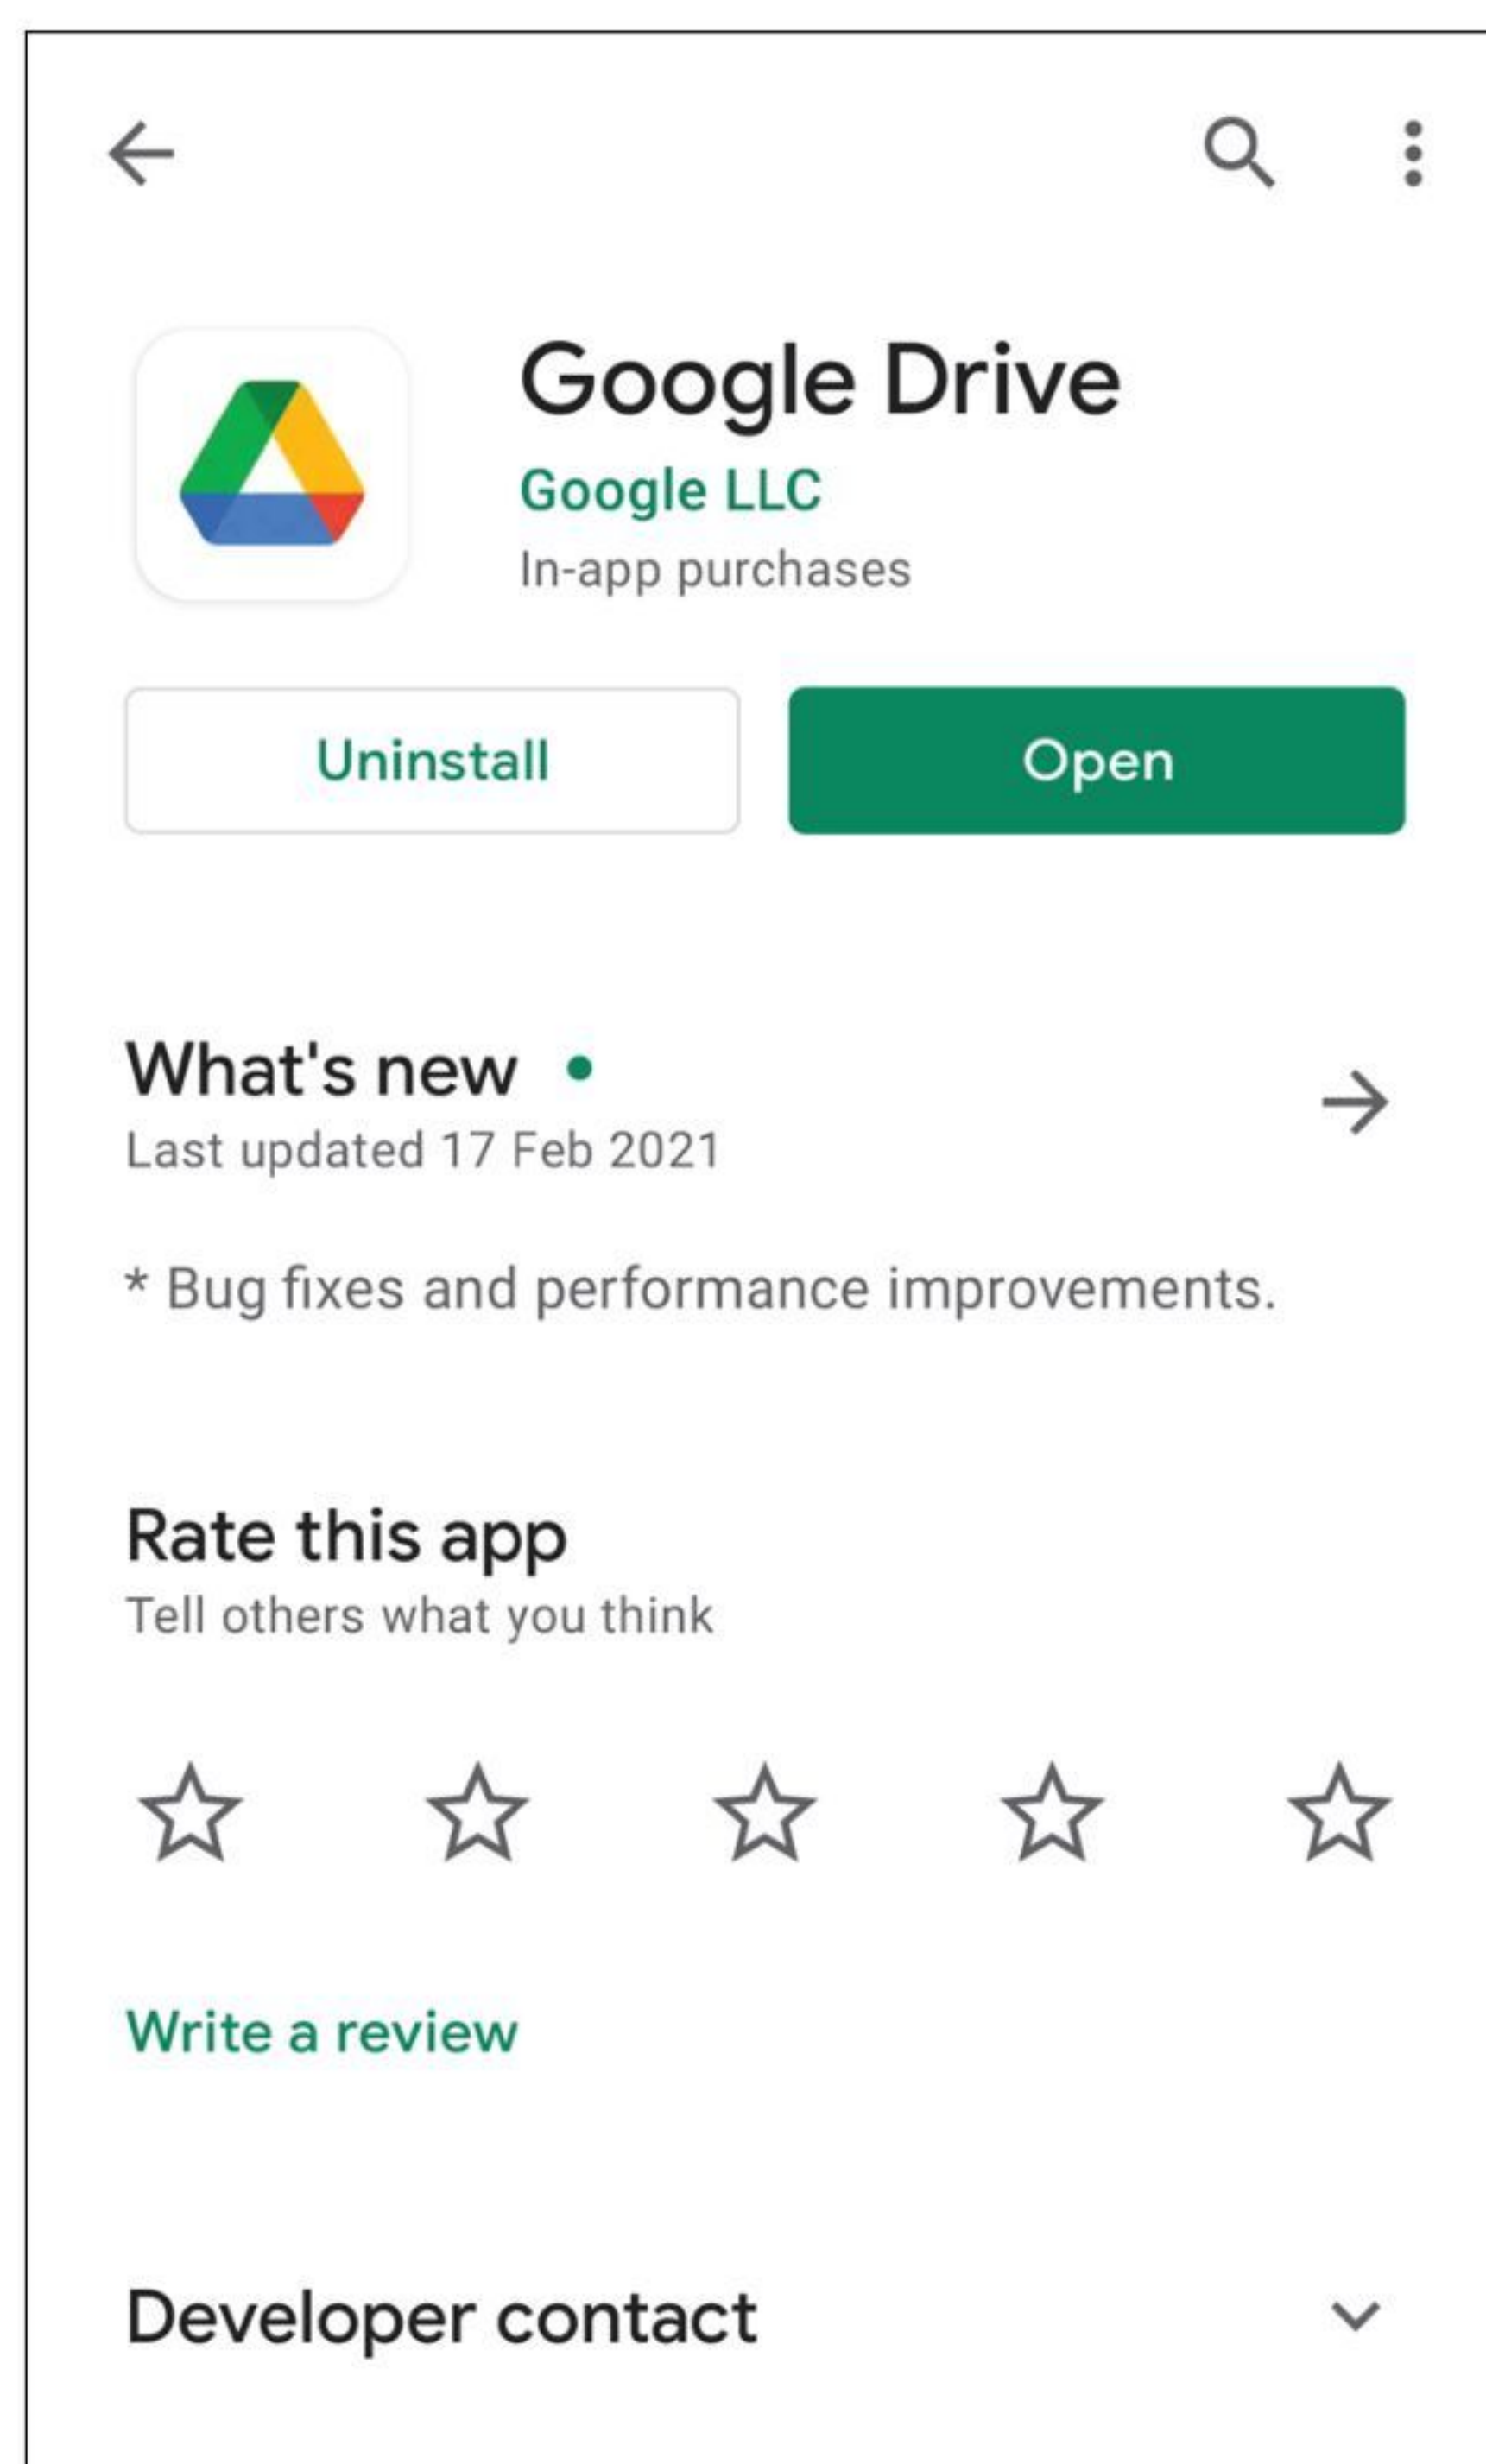 Google Drive
Google LLC
In-app purchases
Uninstall
Open
What's new
Last updated 17 Feb 2021
* Bug fixes and performance improvements.
Rate this app
Tell others what you think
Write a review
Developer contact